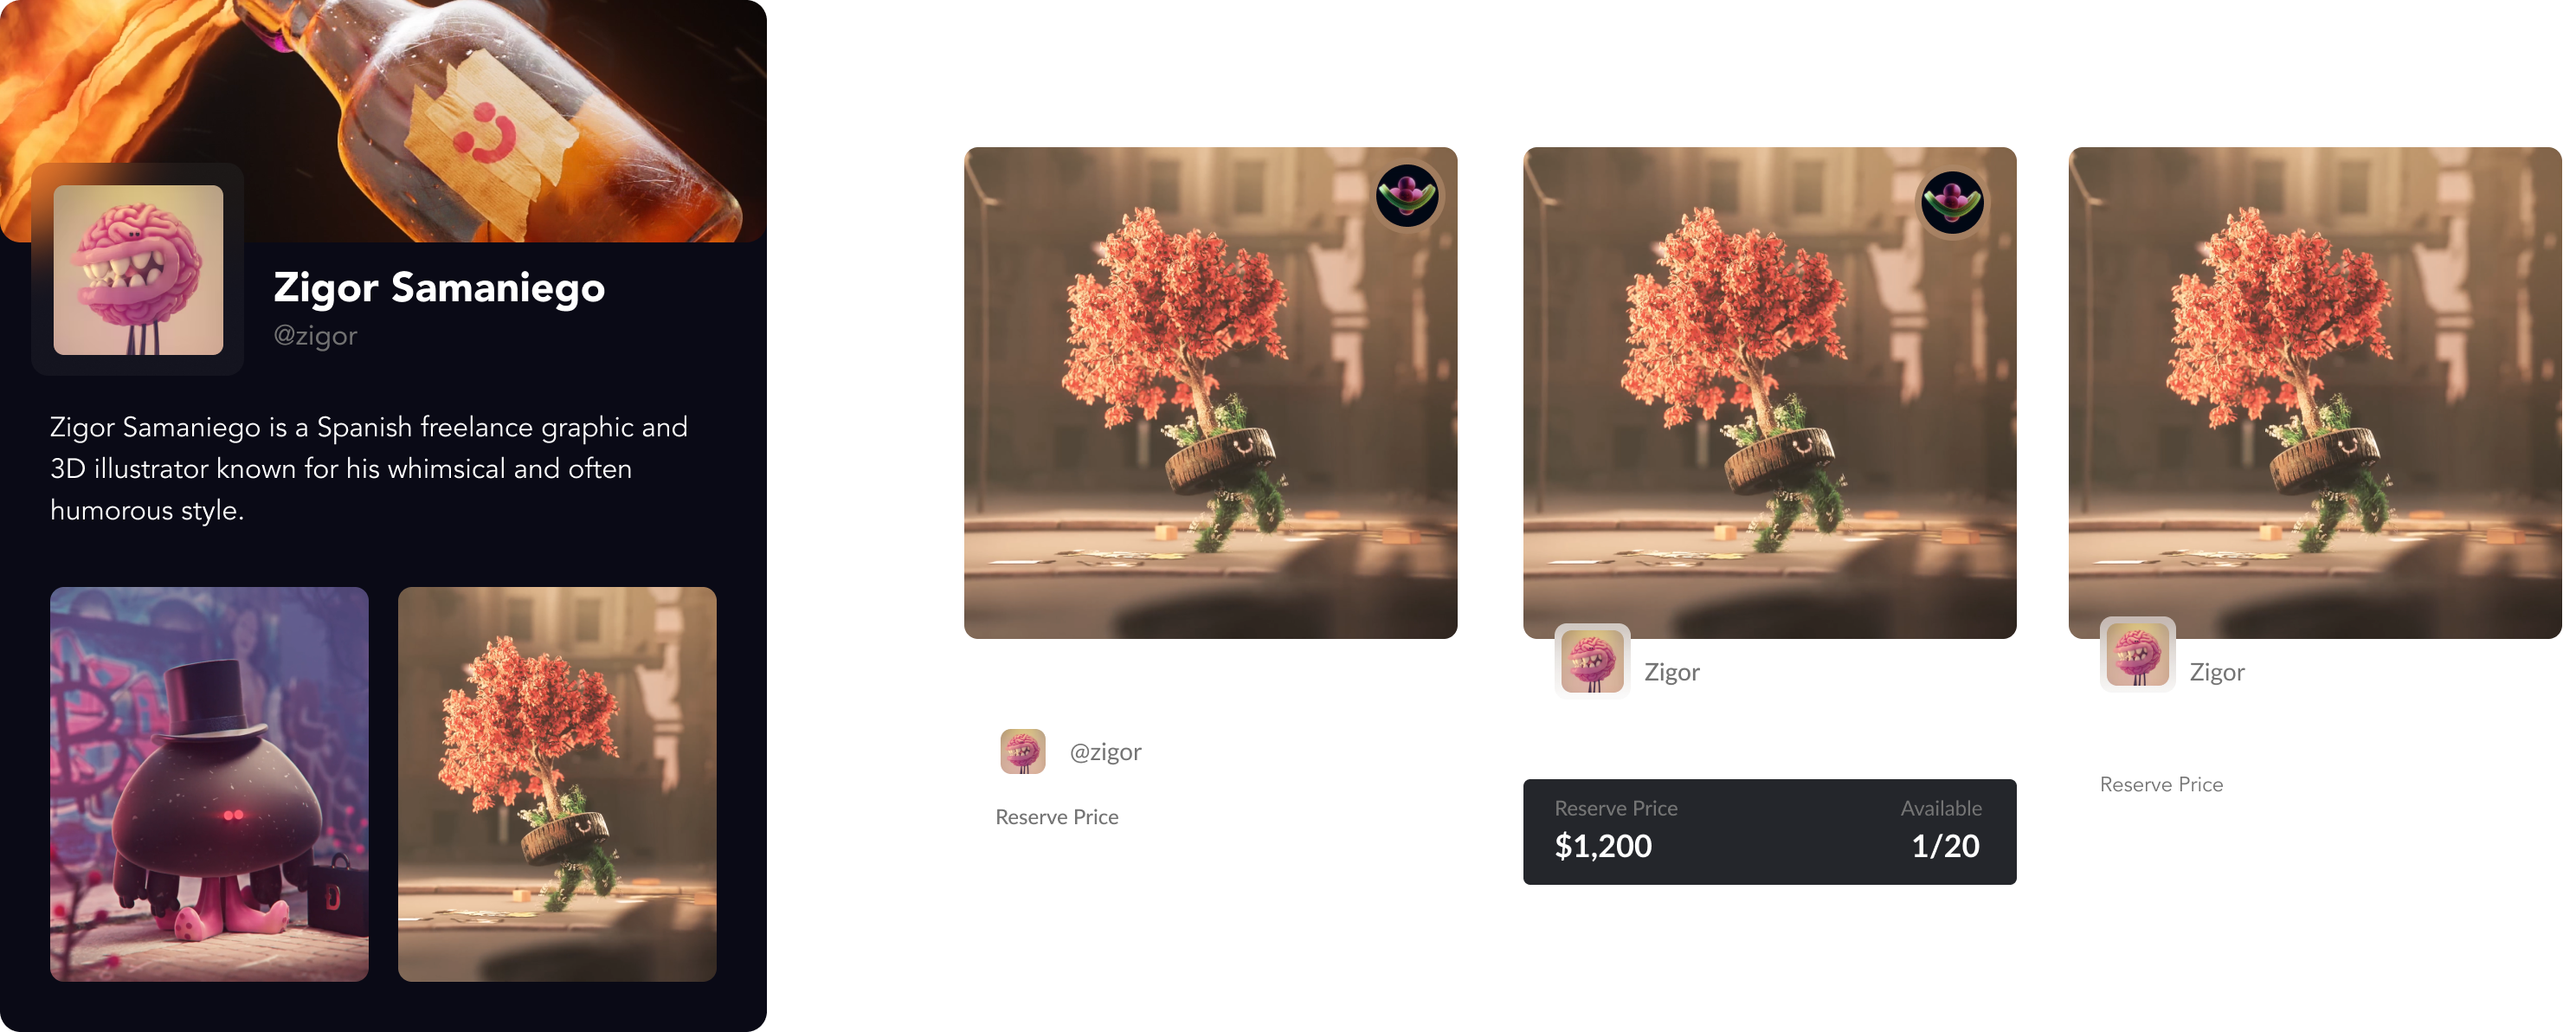 Zigor Samaniego
@zigor
Zigor Samaniego is a Spanish freelance graphic and
3D illustrator known for his whimsical and often
humorous style.
@zigor
Reserve Price
Zigor
Reserve Price
$1,200
Available
1/20
Zigor
Reserve Price